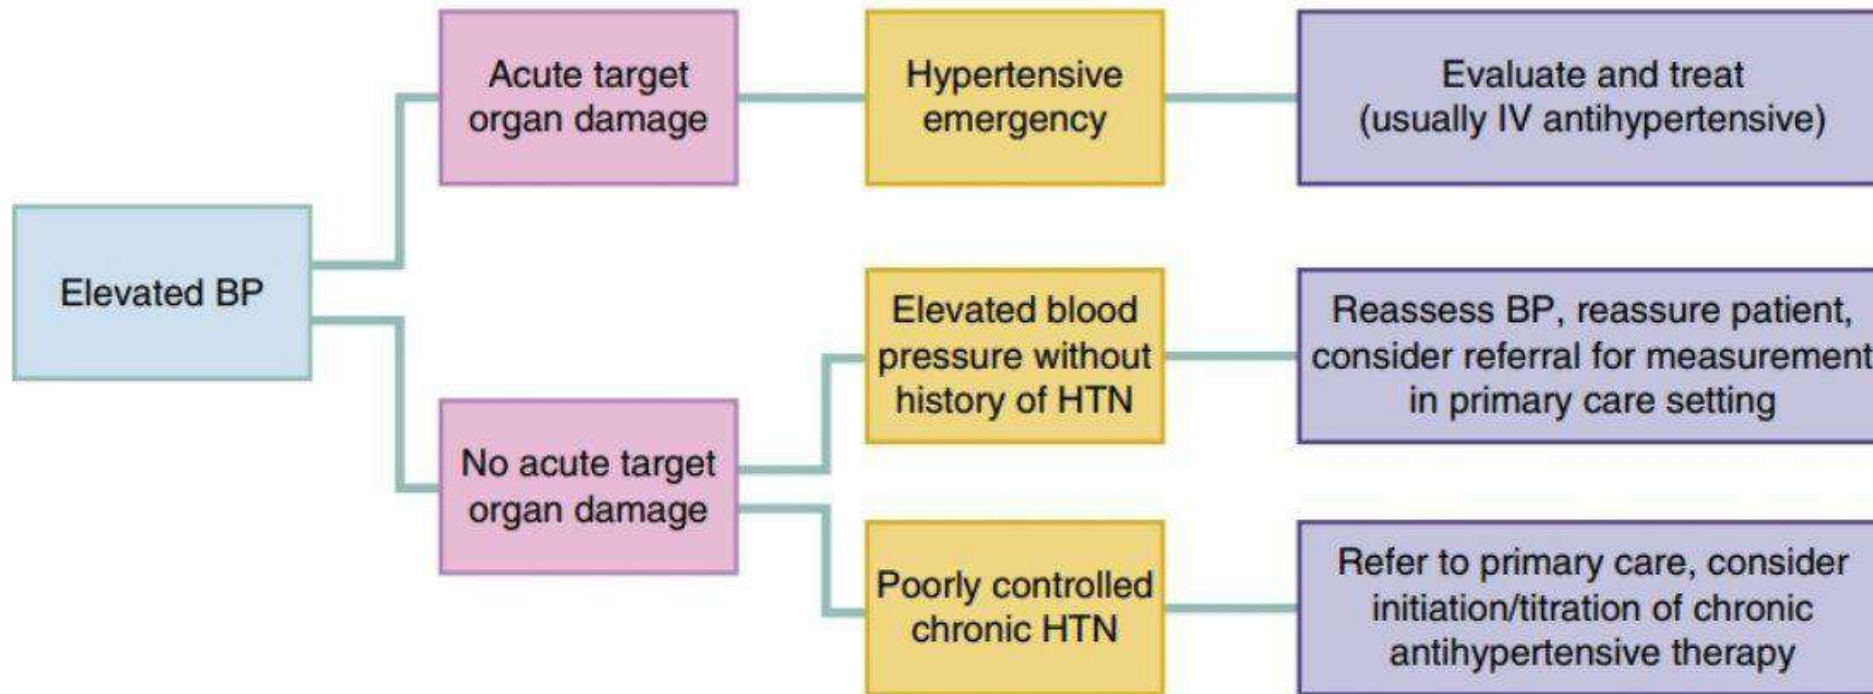 Elevated BP
Acute target
organ damage
Hypertensive
emergency
Evaluate and treat
(usually IV antihypertensive)
No acute target
organ damage
Elevated blood
pressure without
history of HTN
Reassess BP, reassure patient,
consider referral for measurement
in primary care setting
Poorly controlled
chronic HTN
Refer to primary care, consider
initiation/titration of chronic
antihypertensive therapy